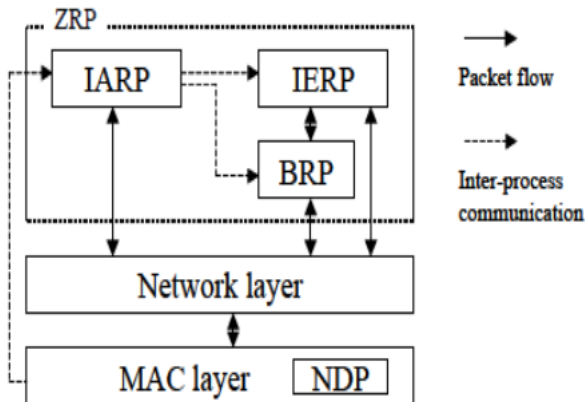 ZRP
IARP
IERP
BRP
Packet flow
Inter-process
communication
Network layer
MAC layer
NDP